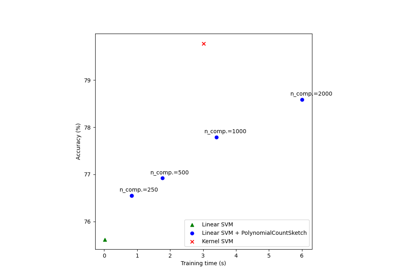 79
78
77
76
Accuracy (%)
n_comp.=2000
n_comp.=1000
n_comp.=500
n_comp.=250
Linear SVM
Linear SVM + PolynomialCountSketch
Kernel SVM
0 1 2 3 4 5 6
Training time (s)